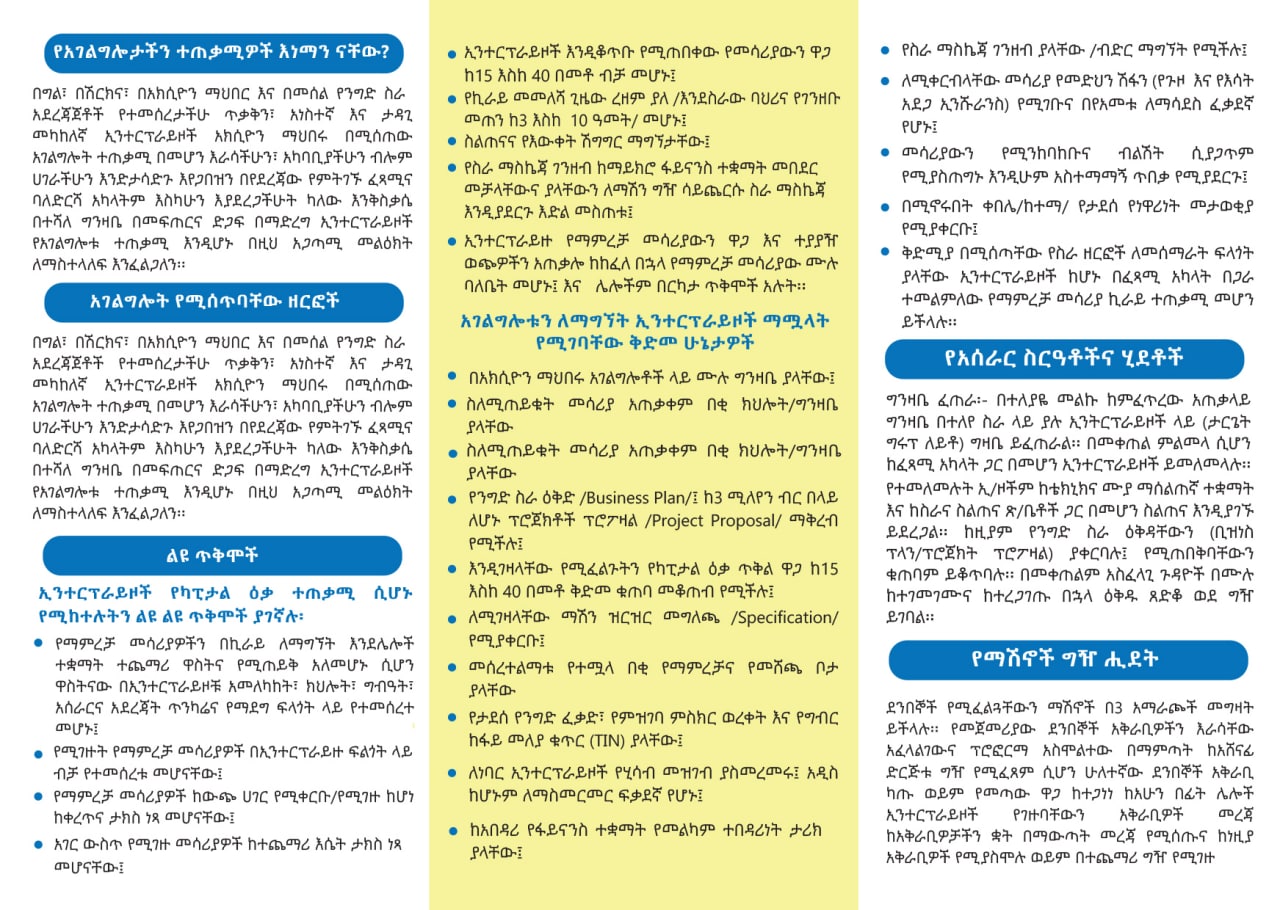 የአገልግሎታችን ተጠቃሚዎች እነማን ናቸው?
በግል፣ በሽርክና፣ በአክሲዮን ማህበር እና በመሰል የንግድ ስራ
አደረጃጀቶች የተመሰረታችሁ ጥቃቅን፣ አነስተኛ እና ታዳጊ
መካከለኛ ኢንተርፕራይዞች አክሲዮን ማህበሩ በሚሰጠው
አገልግሎት ተጠቃሚ በመሆን እራሳችሁን፣ አካባቢያችሁን ብሎም
ሀገራችሁን እንድታሳድጉ እየጋበዝን በየደረጃው የምትገኙ ፈጻሚና
ባለድርሻ አካላትም እስካሁን እያደረጋችሁት ካለው እንቅስቃሴ
በተሻለ ግንዛቤ በመፍጠርና ድጋፍ በማድረግ ኢንተርፕራይዞች
የአገልግሎቱ ተጠቃሚ እንዲሆኑ በዚህ አጋጣሚ መልዕክት
ለማስተላለፍ እንፈልጋለን፡፡
አገልግሎት የሚሰጥባቸው ዘርፎች
በግል፣ በሽርክና፣ በአክሲዮን ማህበር እና በመሰል የንግድ ስራ
አደረጃጀቶች የተመሰረታችሁ ጥቃቅን፣ አነስተኛ እና ታዳጊ
መካከለኛ ኢንተርፕራይዞች አክሲዮን ማህበሩ በሚሰጠው
አገልግሎት ተጠቃሚ በመሆን እራሳችሁን፣ አካባቢያችሁን ብሎም
ሀገራችሁን እንድታሳድጉ እየጋበዝን በየደረጃው የምትገኙ ፈጻሚና
ባለድርሻ አካላትም እስካሁን እያደረጋችሁት ካለው እንቅስቃሴ
በተሻለ ግንዛቤ በመፍጠርና ድጋፍ በማድረግ ኢንተርፕራይዞች
የአገልግሎቱ ተጠቃሚ እንዲሆኑ በዚህ አጋጣሚ መልዕክት
ለማስተላለፍ እንፈልጋለን፡፡
ልዩ ጥቅሞች
ኢንተርፕራይዞች የካፒታል ዕቃ ተጠቃሚ ሲሆኑ
የሚከተሉትን ልዩ ልዩ ጥቅሞች ያገኛሉ፡
• የማምረቻ መሳሪያዎችን በኪራይ ለማግኘት እንደሌሎች
ተቋማት ተጨማሪ ዋስትና የሚጠይቅ አለመሆኑ ሲሆን
ዋስትናው በኢንተርፕራይዞቹ አመለካከት፣ ክህሎት፣ ግብዓት፣
አሰራርና አደረጃት ጥንካሬና የማደግ ፍላጎት ላይ የተመሰረተ
መሆኑ፤
• የሚገዙት የማምረቻ መሳሪያዎች በኢንተርፕራይዙ ፍልጎት ላይ
ብቻ የተመሰረቱ መሆናቸው፤
• የማምረቻ መሳሪያዎች ከውጭ ሀገር የሚቀርቡ/የሚገዙ ከሆነ
ከቀረጥና ታክስ ነጻ መሆናቸው፤
• አገር ውስጥ የሚገዙ መሳሪያዎች ከተጨማሪ እሴት ታክስ ነጻ
መሆናቸው፤
• ኢንተርፕራይዞች እንዲቆጥቡ የሚጠበቀው የመሳሪያውን ዋጋ
ከ15 እስከ 40 በመቶ ብቻ መሆኑ፤
• የኪራይ መመለሻ ጊዜው ረዘም ያለ /እንደስራው ባህሪና የገንዘቡ
መጠን ከ3 እስከ 10 ዓመት/ መሆኑ፤
• ስልጠናና የእውቀት ሽግግር ማግኘታቸው፤
• የስራ ማስኬጃ ገንዘብ ከማይክሮ ፋይናንስ ተቋማት መበደር
መቻላቸውና ያላቸውን ለማሽን ግዥ ሳይጨርሱ ስራ ማስኬጃ
እንዲያደርጉ እድል መስጠቱ፤
• ኢንተርፕራይዙ የማምረቻ መሳሪያውን ዋጋ እና ተያያዥ
ወጭዎችን አጠቃሎ ከከፈለ በኋላ የማምረቻ መሳሪያው ሙሉ
ባለቤት መሆኑ፤ እና ሌሎችም በርካታ ጥቅሞች አሉት፡፡
አገልግሎቱን ለማግኘት ኢንተርፕራይዞች ማሟላት
የሚገባቸው ቅድመ ሁኔታዎች
• በአክሲዮን ማህበሩ አገልግሎቶች ላይ ሙሉ ግንዛቤ ያላቸው፤
• ስለሚጠይቁት መሳሪያ አጠቃቀም በቂ ክህሎት/ግንዛቤ
ያላቸው
• ስለሚጠይቁት መሳሪያ አጠቃቀም በቂ ክህሎት/ግንዛቤ
ያላቸው
• የንግድ ስራ ዕቅድ /Business Plan/፤ ከ3 ሚለየን ብር በላይ
ለሆኑ ፕሮጀክቶች ፕሮፖዛል /Project Proposal/ ማቅረብ
የሚችሉ፤
• እንዲገዛላቸው የሚፈልጉትን የካፒታል ዕቃ ጥቅል ዋጋ ከ15
እስከ 40 በመቶ ቁጠባ ቅድመ ቁጠባ መቆጠብ የሚችሉ፤
• ለሚገዛላቸው ማሽን ዝርዝር መግለጫ /Specification/
የሚያቀርቡ፤
• መሰረተልማቱ የተሟላ በቂ የማምረቻና የመሸጫ ቦታ
ያላቸው
• የታደሰ የንግድ ፈቃድ፣ የምዝገባ ምስክር ወረቀት እና የግብር
ከፋይ መለያ ቁጥር (TIN) ያላቸው፤
• ለነባር ኢንተርፕራይዞች የሂሳብ መዝገብ ያስመረመሩ፤ አዲስ
ከሆኑም ለማስመርመር ፍቃደኛ የሆኑ፤
• ከአበዳሪ የፋይናንስ ተቋማት የመልካም ተበዳሪነት ታሪክ
ያላቸው፤
• የስራ ማስኬጃ ገንዘብ ያላቸው /ብድር ማግኘት የሚችሉ፤
• ለሚቀርብላቸው መሳሪያ የመድህን ሽፋን (የጉዞ እና የእሳት
አደጋ ኢንሹራንስ) የሚገቡና በየአመቱ ለማሳደስ ፈቃደኛ
የሆኑ፤
• መሳሪያውን የሚንከባከቡና ብልሽት ሲያጋጥም
የሚያስጠግኑ እንዲሁም አስተማማኝ ጥበቃ የሚያደርጉ፤
• በሚኖሩበት ቀበሌ/ከተማ/ የታደሰ የነዋሪነት መታወቂያ
የሚያቀርቡ፤
• ቅድሚያ በሚሰጣቸው የስራ ዘርፎች ለመሰማራት ፍላጎት
ያላቸው ኢንተርፕራይዞች ከሆኑ በፈጻሚ አካላት በጋራ
ተመልምለው የማምረቻ መሳሪያ ኪራይ ተጠቃሚ መሆን
ይችላሉ፡፡
የአሰራር ስርዓቶችና ሂደቶች
ግንዛቤ ፈጠራ፡- በተለያዬ መልኩ ከምፈጥረው አጠቃላይ
ግንዛቤ በተለየ ስራ ላይ ያሉ ኢንትርፕራይዞች ላይ (ታርጌት
ግሩፕ ለይቶ) ግዛቤ ይፈጠራል፡፡ በመቀጠል ምልመላ ሲሆን
ከፈጻሚ አካላት ጋር በመሆን ኢንተርፕራይዞች ይመለመላሉ፡፡
የተመለመሉት ኢ/ዞችም ከቴክኒክና ሙያ ማሰልጠኛ ተቋማት
እና ከስራና ስልጠና ጽ/ቤቶች ጋር በመሆን ስልጠና እንዲያገኙ
ይደረጋል፡፡ ከዚያም የንግድ ስራ ዕቅዳቸውን (ቢዝነስ
ፕላን/ፕሮጀክት ፕሮፖዛል) ያቀርባሉ፤ የሚጠበቅባቸውን
ቁጠባም ይቆጥባሉ፡፡ በመቀጠልም አስፈላጊ ጉዳዮች በሙሉ
ከተገመገሙና ከተረጋገጡ በኋላ ዕቅዱ ጸድቆ ወደ ግዥ
ይገባል፡፡
የማሽኖች ግዥ ሒደት
ደንበኞች የሚፈልጓቸውን ማሽኖች በ3 አማራጮች መግዛት
ይችላሉ፡፡ የመጀመሪያው ደንበኞች አቅራቢዎችን እራሳቸው
አፈላልገውና ፕሮፎርማ አስሞልተው በማምጣት ከአሸናፊ
ድርጅቱ ግዥ የሚፈጸም ሲሆን ሁለተኛው ደንበኞች አቅራቢ
ካጡ ወይም የመጣው ዋጋ ከተጋነነ ከአሁን በፊት ሌሎች
ኢንተርፕራይዞች የገዙባቸውን አቅራቢዎች መረጃ
ከአቅራቢዎቻችን ቋት በማውጣት መረጃ የሚሰጡና ከነዚያ
አቅራቢዎች የሚያስሞሉ ወይም በተጨማሪ ግዥ የሚገዙ